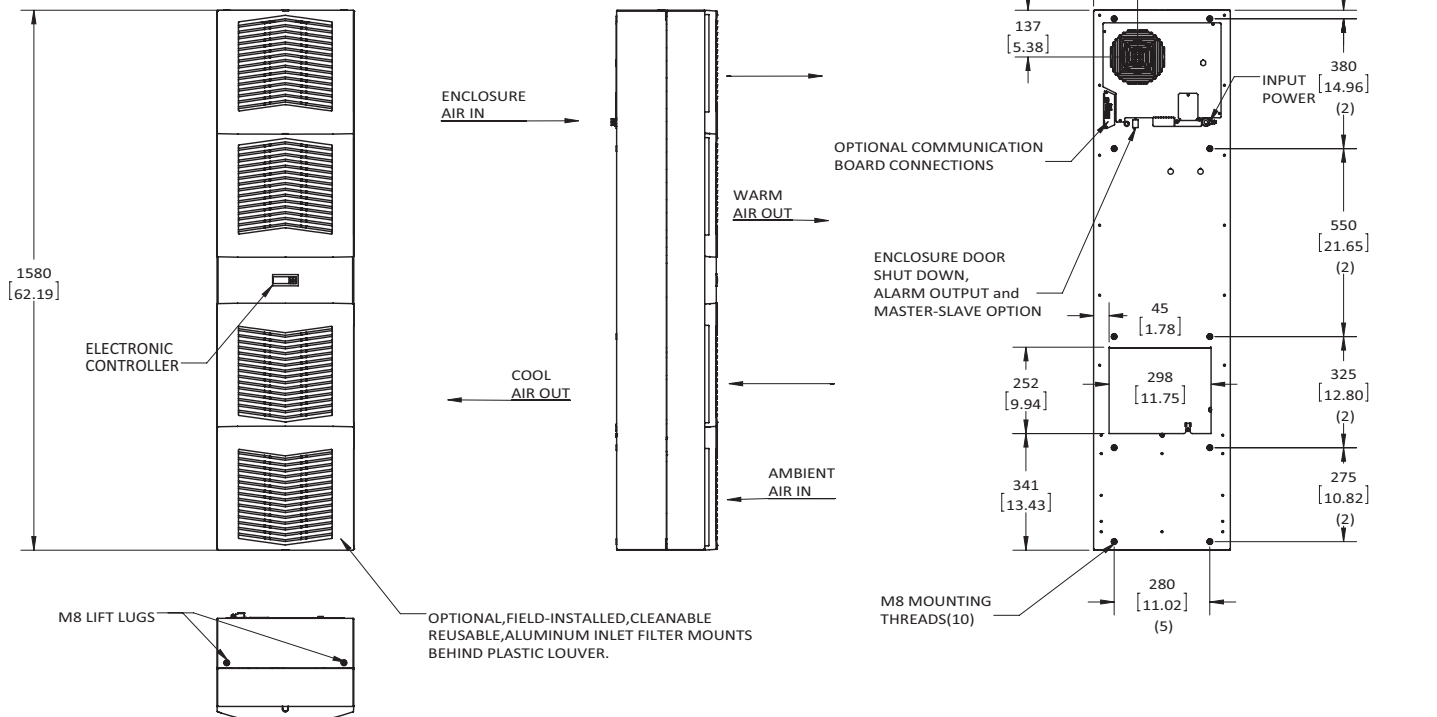 1580
[62.19]
ELECTRONIC
CONTROLLER
M8 LIFT LUGS
OPTIONAL,FIELD-INSTALLED,CLEANABLE
REUSABLE,ALUMINUM INLET FILTER MOUNTS
BEHIND PLASTIC LOUVER.
ENCLOSURE
AIR IN
COOL
AIR OUT
WARM
AIR OUT
AMBIENT
AIR IN
137
[5.38]
OPTIONAL COMMUNICATION
BOARD CONNECTIONS
ENCLOSURE DOOR
SHUT DOWN,
ALARM OUTPUT and
MASTER-SLAVE OPTION
INPUT
POWER
45
[1.78]
252
[9.94]
298
[11.75]
341
[13.43]
M8 MOUNTING
THREADS(10)
280
[11.02]
(5)
380
[14.96]
(2)
550
[21.65]
(2)
325
[12.80]
(2)
275
[10.82]
(2)